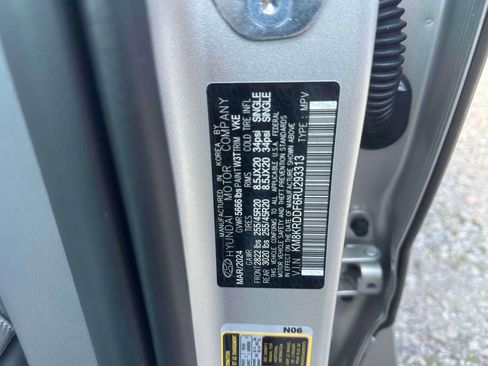 MANUFACTURED IN KOREA BY
HYUNDAI MOTOR COMPANY
MAR/2024 GVWR 5666 lbs PAINT W3T TRIM VKE
GAWR TIRES RIMS COLD TIRE INFL
FRONT 2822 lbs 255/45R20 8.5JX20 34psi SINGLE
REAR 3020 lbs 255/45R20 8.5JX20 34psi SINGLE
THIS VEHICLE CONFORMS TO ALL APPLICABLE U.S.A. FEDERAL
MOTOR VEHICLE SAFETY AND THEFT PREVENTION STANDARDS
IN EFFECT ON THE DATE OF MANUFACTURE SHOWN ABOVE.
V.I.N KM8KRDDF6RU293313 TYPE : MPV
N06